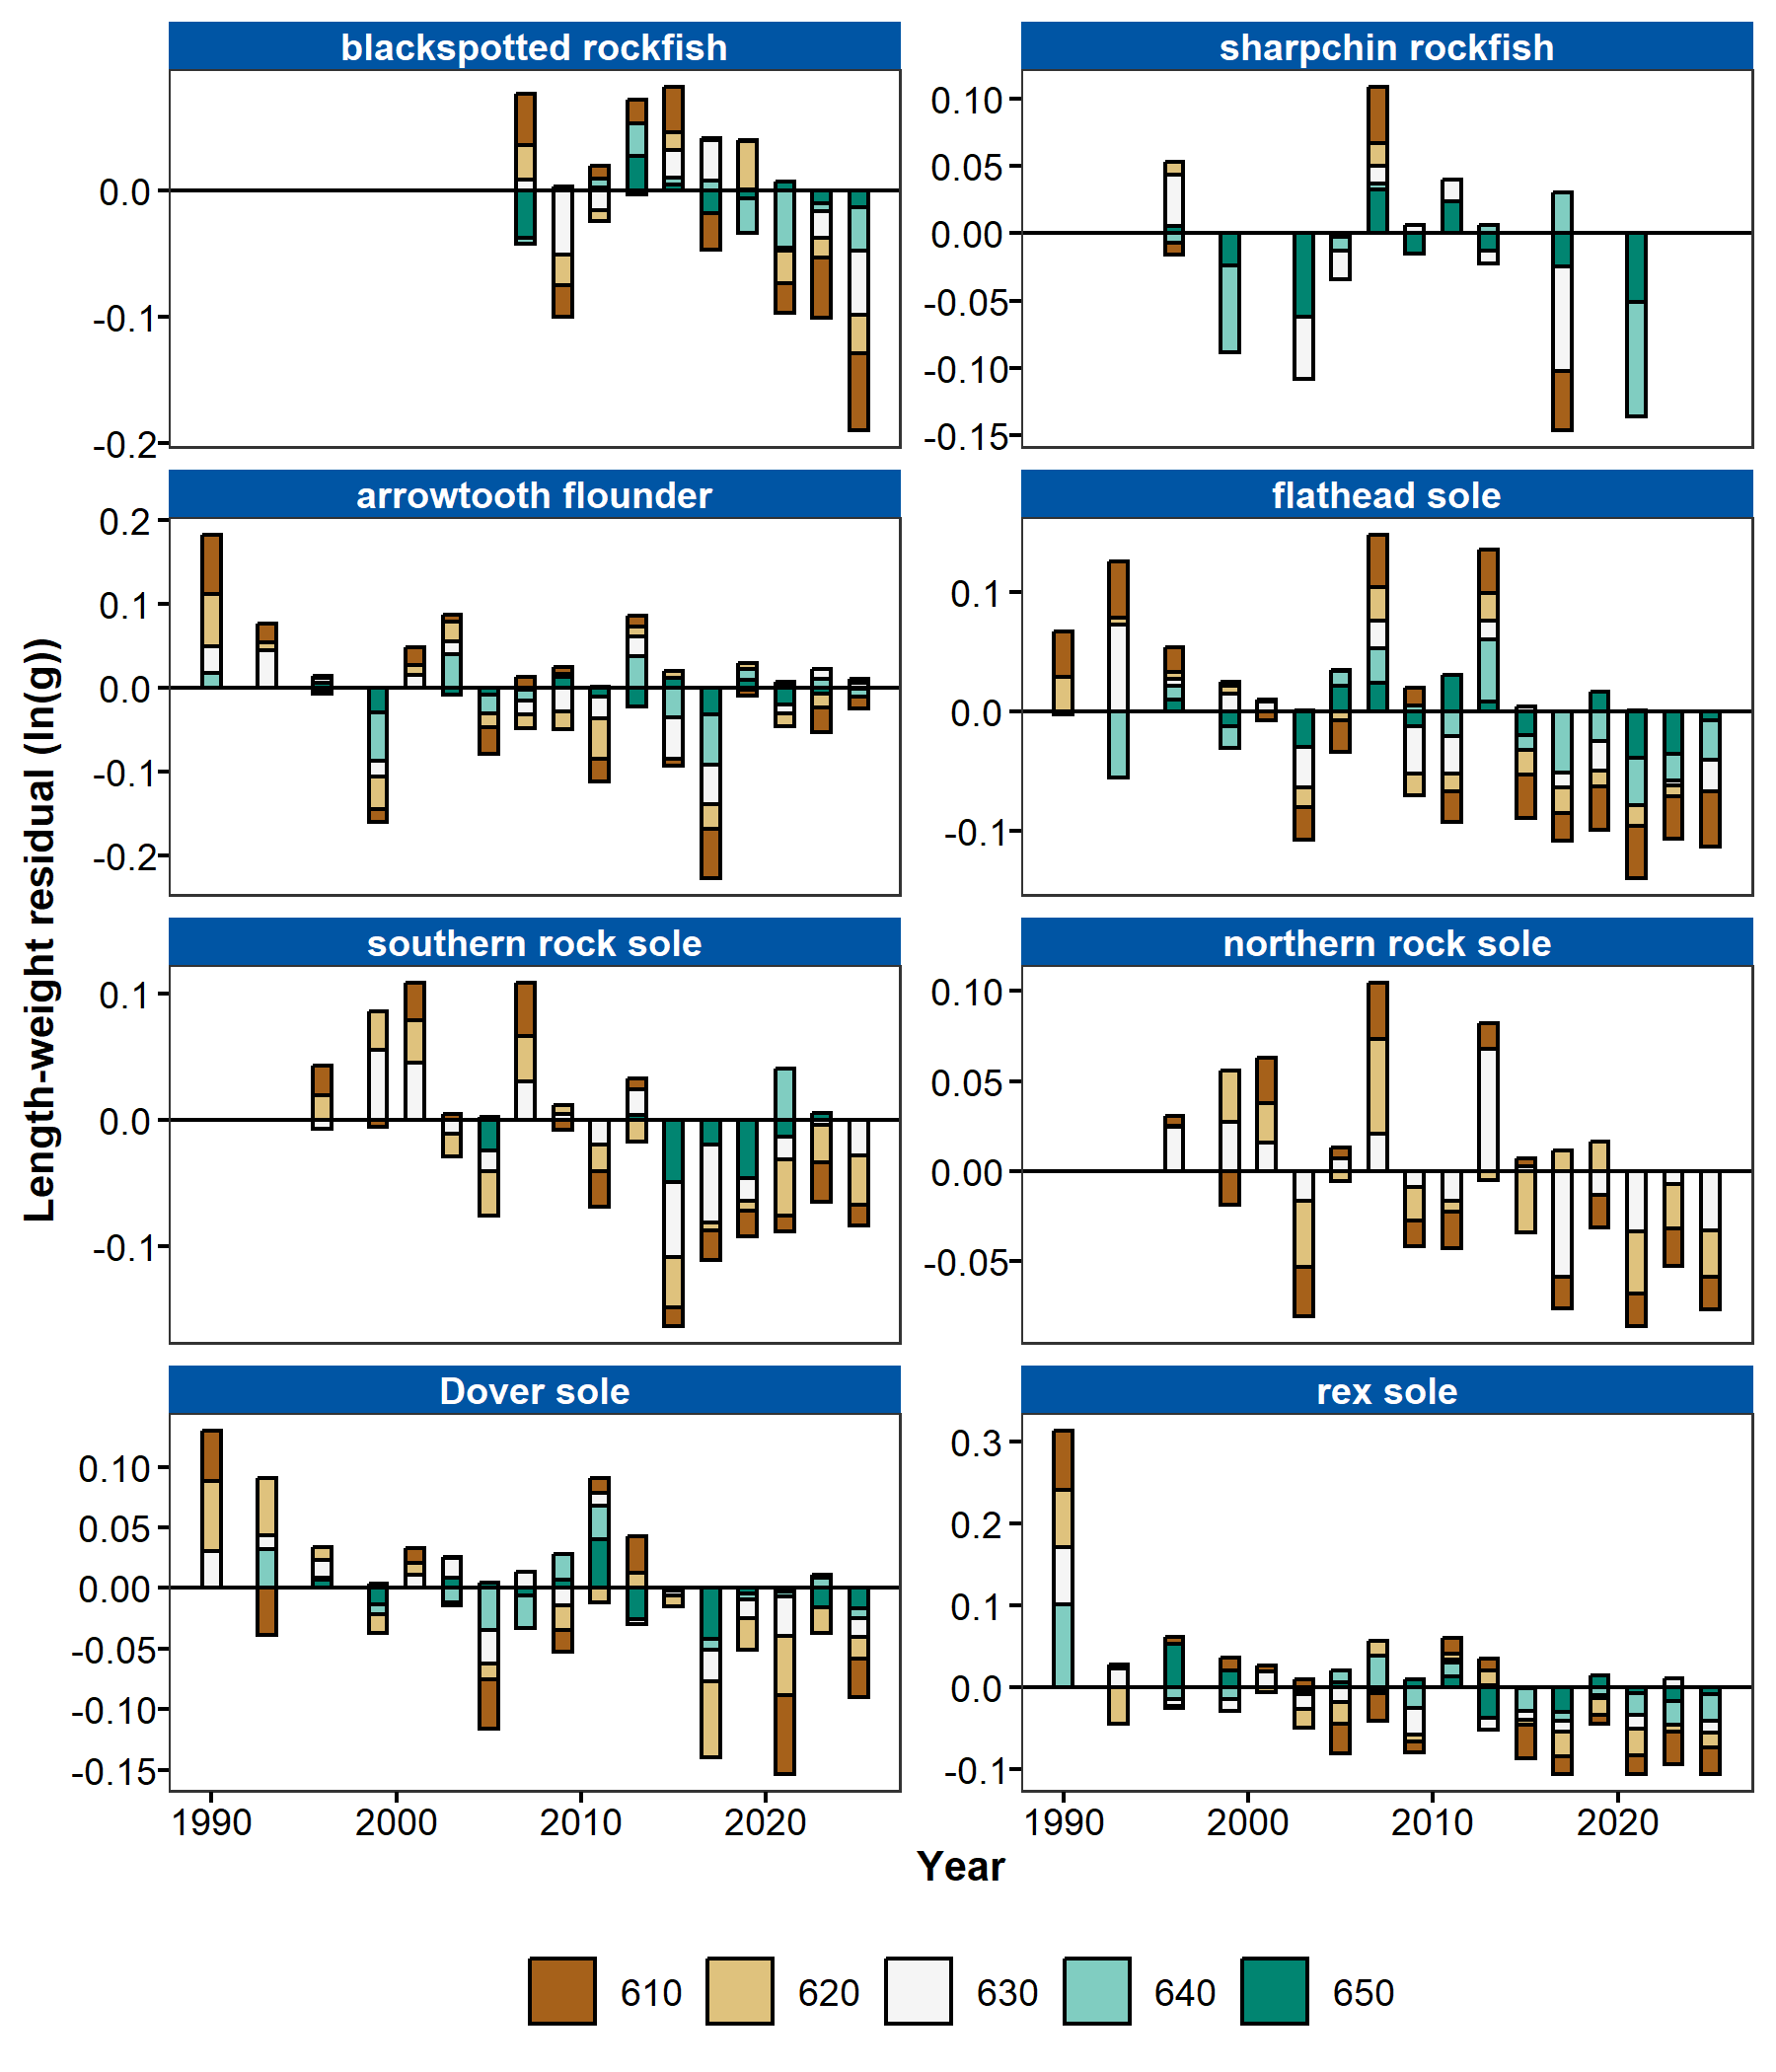 blackspotted rockfish
sharpchin rockfish
0.0
-0.1
-0.2
0.10
0.05
0.00
-0.05
-0.10
-0.15
arrowtooth flounder
flathead sole
0.2
0.1
0.0
-0.1
-0.2
0.1
0.0
-0.1
Length-weight residual (ln(g))
southern rock sole
northern rock sole
0.1
0.0
-0.1
0.10
0.05
0.00
-0.05
Dover sole
rex sole
0.10
0.05
0.00
-0.05
-0.10
-0.15
0.3
0.2
0.1
0.0
-0.1
1990 2000 2010 2020
1990 2000 2010 2020
Year
610 620 630 640 650